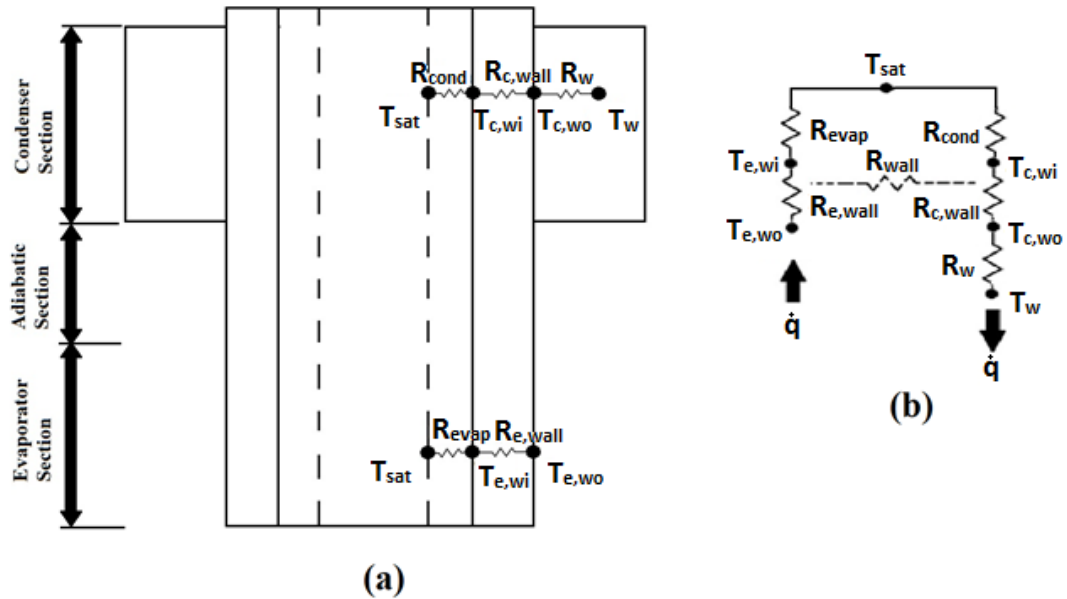 Condenser
Section
Adiabatic
Section
Evaporator
Section
Rcond
Rc,wall
Rw
Tsat
Tc,wi
Tc,wo
Tw
Revap
Re,wall
Tsat
Te,wi
Te,wo
(a)
Tsat
Revap
Rcond
Te,wi
Rwall
Tc,wi
Re,wall
Rc,wall
Te,wo
Tc,wo
Rw
Tw
q̇
q̇
(b)